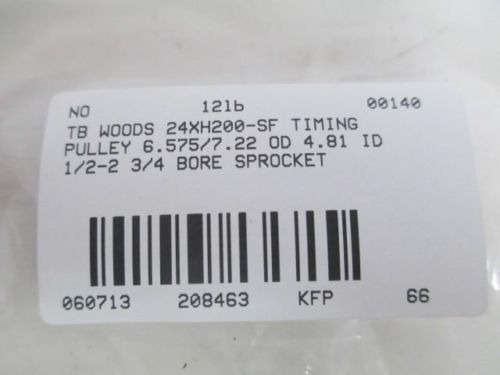 NO 12lb 00140
TB WOODS 24XH200-SF TIMING
PULLEY 6.575/7.22 OD 4.81 ID
1/2-2 3/4 BORE SPROCKET
060713 208463 KFP 66